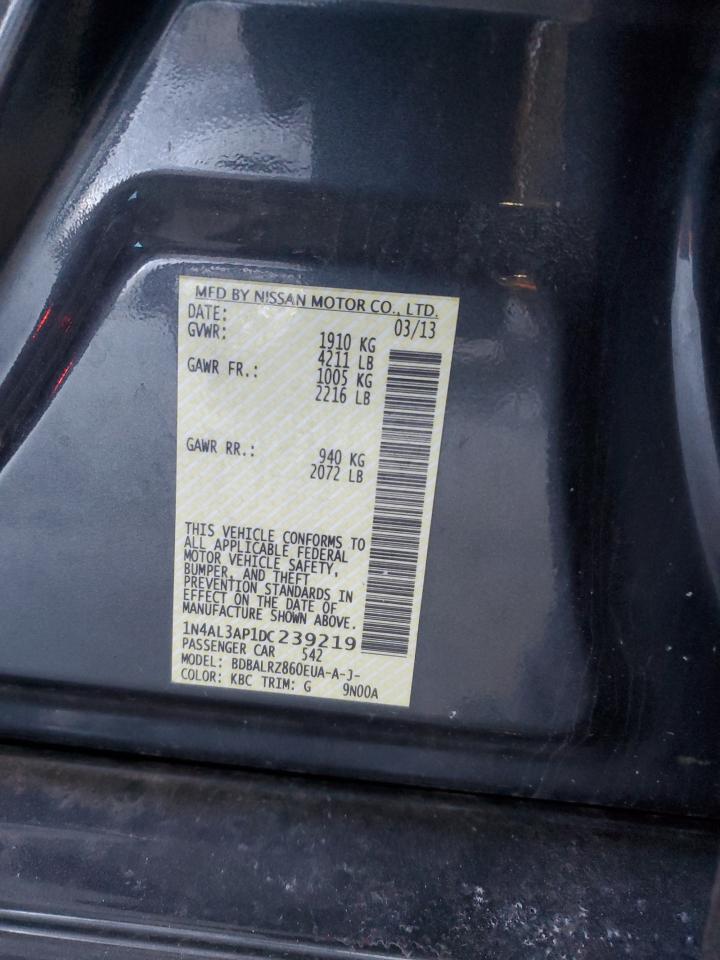 MFD BY NISSAN MOTOR CO., LTD.
DATE: 03/13
GVWR: 1910 KG
4211 LB
GAWR FR.: 1005 KG
2216 LB
GAWR RR.: 940 KG
2072 LB
THIS VEHICLE CONFORMS TO
ALL APPLICABLE FEDERAL
MOTOR VEHICLE SAFETY,
BUMPER, AND THEFT
PREVENTION STANDARDS IN
EFFECT ON THE DATE OF
MANUFACTURE SHOWN ABOVE.
1N4AL3AP1DC239219
PASSENGER CAR 542
MODEL: BDBALRZ860EUA-A-J-
COLOR: KBC TRIM: G 9N00A